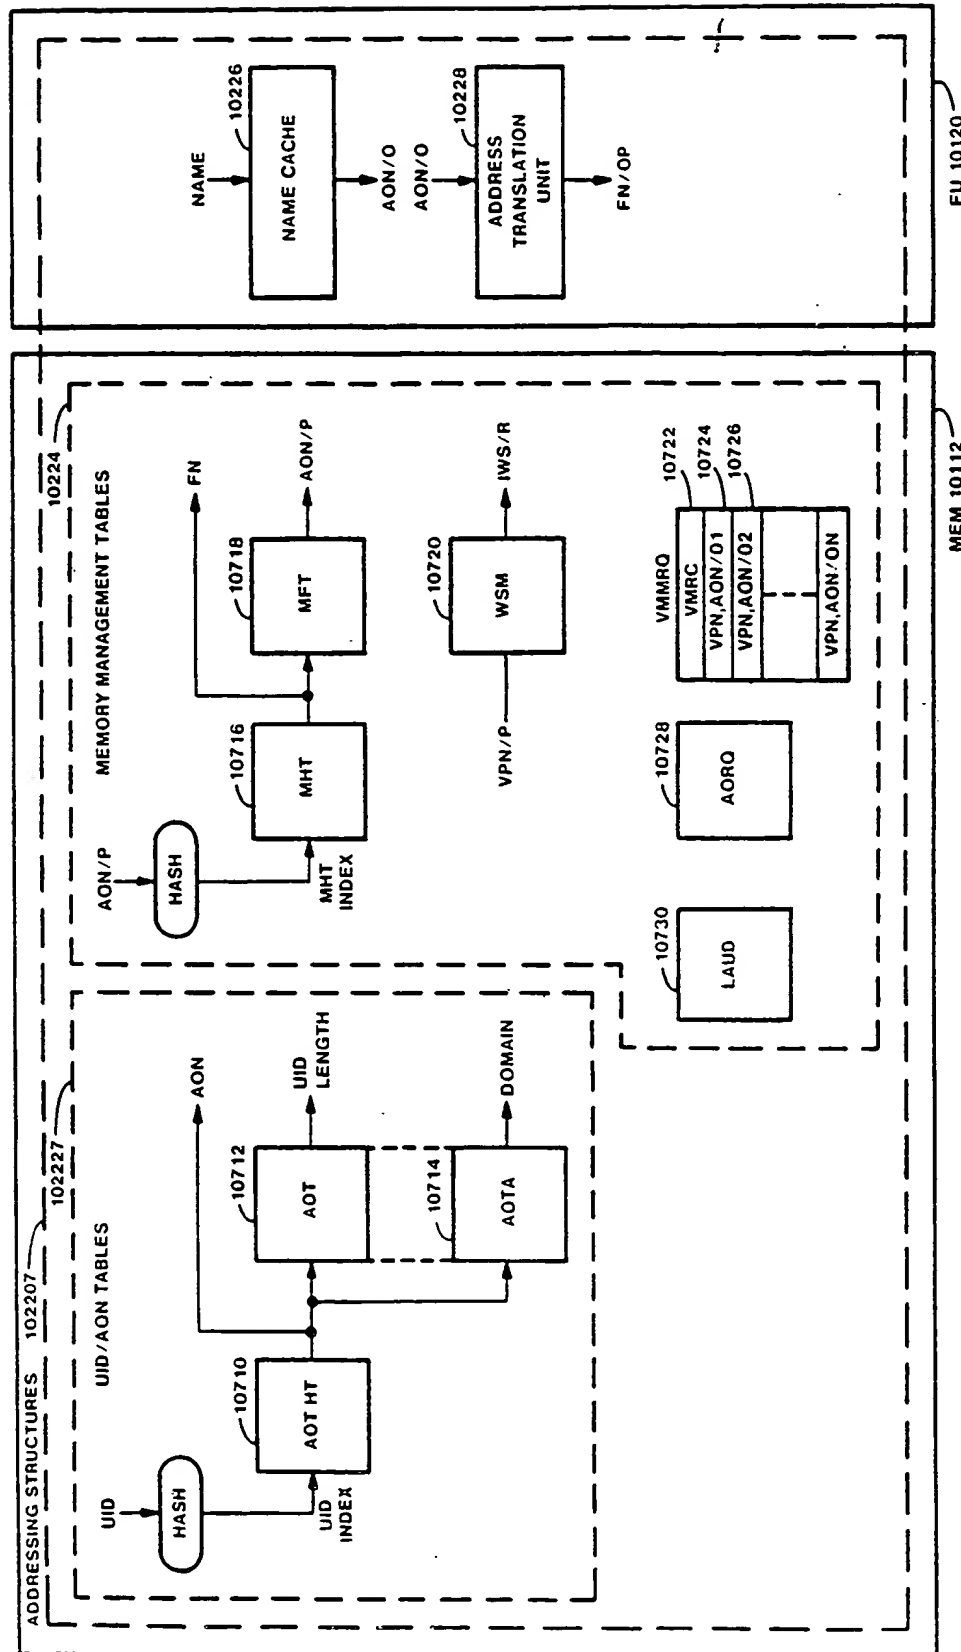 ADDRESSING STRUCTURES 10220
10222
UID/AON TABLES
UID
HASH
UID
INDEX
10710
AOT HT
AON
10712
AOT
UID
LENGTH
10714
AOTA
DOMAIN
10224
MEMORY MANAGEMENT TABLES
AON/P
HASH
MHT
INDEX
10716
MHT
FN
10718
MFT
AON/P
VPN/P
10720
WSM
IWS/R
10730
LAUD
10728
AORQ
VMMRQ
VMRC
10722
VPN,AON/O1
10724
VPN,AON/O2
10726
VPN,AON/ON
MEM 10112
NAME
10226
NAME CACHE
AON/O
AON/O
10228
ADDRESS
TRANSLATION
UNIT
FN/OP
FU 10120